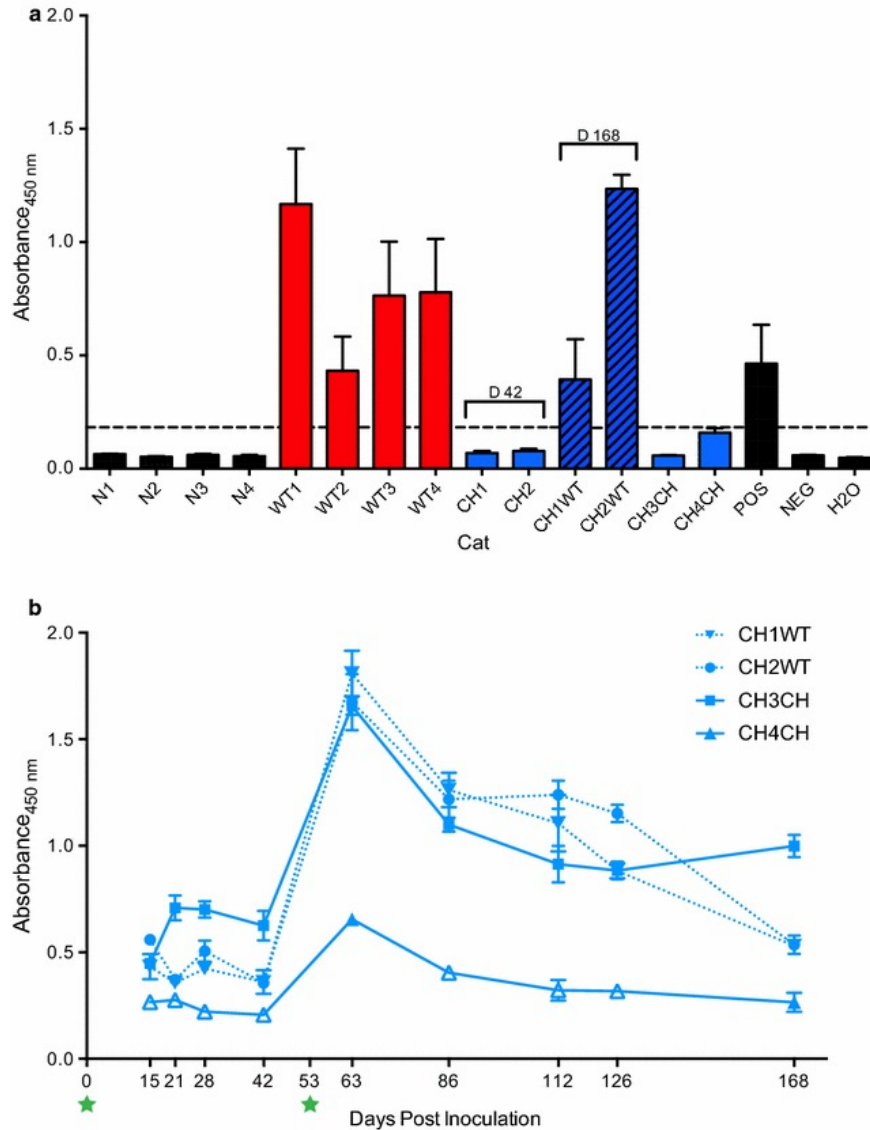 a
2.0
1.5
1.0
0.5
0.0
Absorbance450 nm
D 42
D 168
N1 N2 N3 N4 WT1 WT2 WT3 WT4 CH1 CH2 CH1WT CH2WT CH3CH CH4CH POS NEG H2O
Cat
b
2.0
1.5
1.0
0.5
0.0
Absorbance450 nm
CH1WT
CH2WT
CH3CH
CH4CH
0 15 21 28 42 53 63 86 112 126 168
Days Post Inoculation